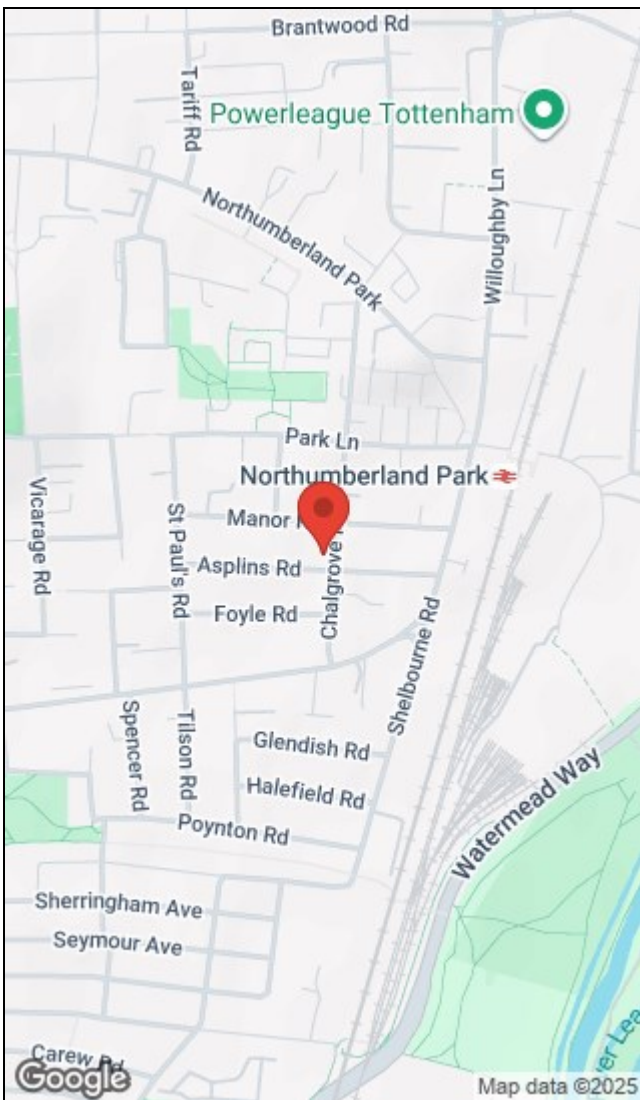 Brantwood Rd
Tariff Rd
Powerleague Tottenham
Willoughby Ln
Northumberland Park
Park Ln
Northumberland Park
Vicarage Rd
St Paul's Rd
Manor
Asplins Rd
Chalgrove
Foyle Rd
Shelbourne Rd
Spencer Rd
Tilson Rd
Glendish Rd
Halefield Rd
Watermead Way
Poynton Rd
Sherringham Ave
Seymour Ave
Carew Rd
Google
Map data ©2025